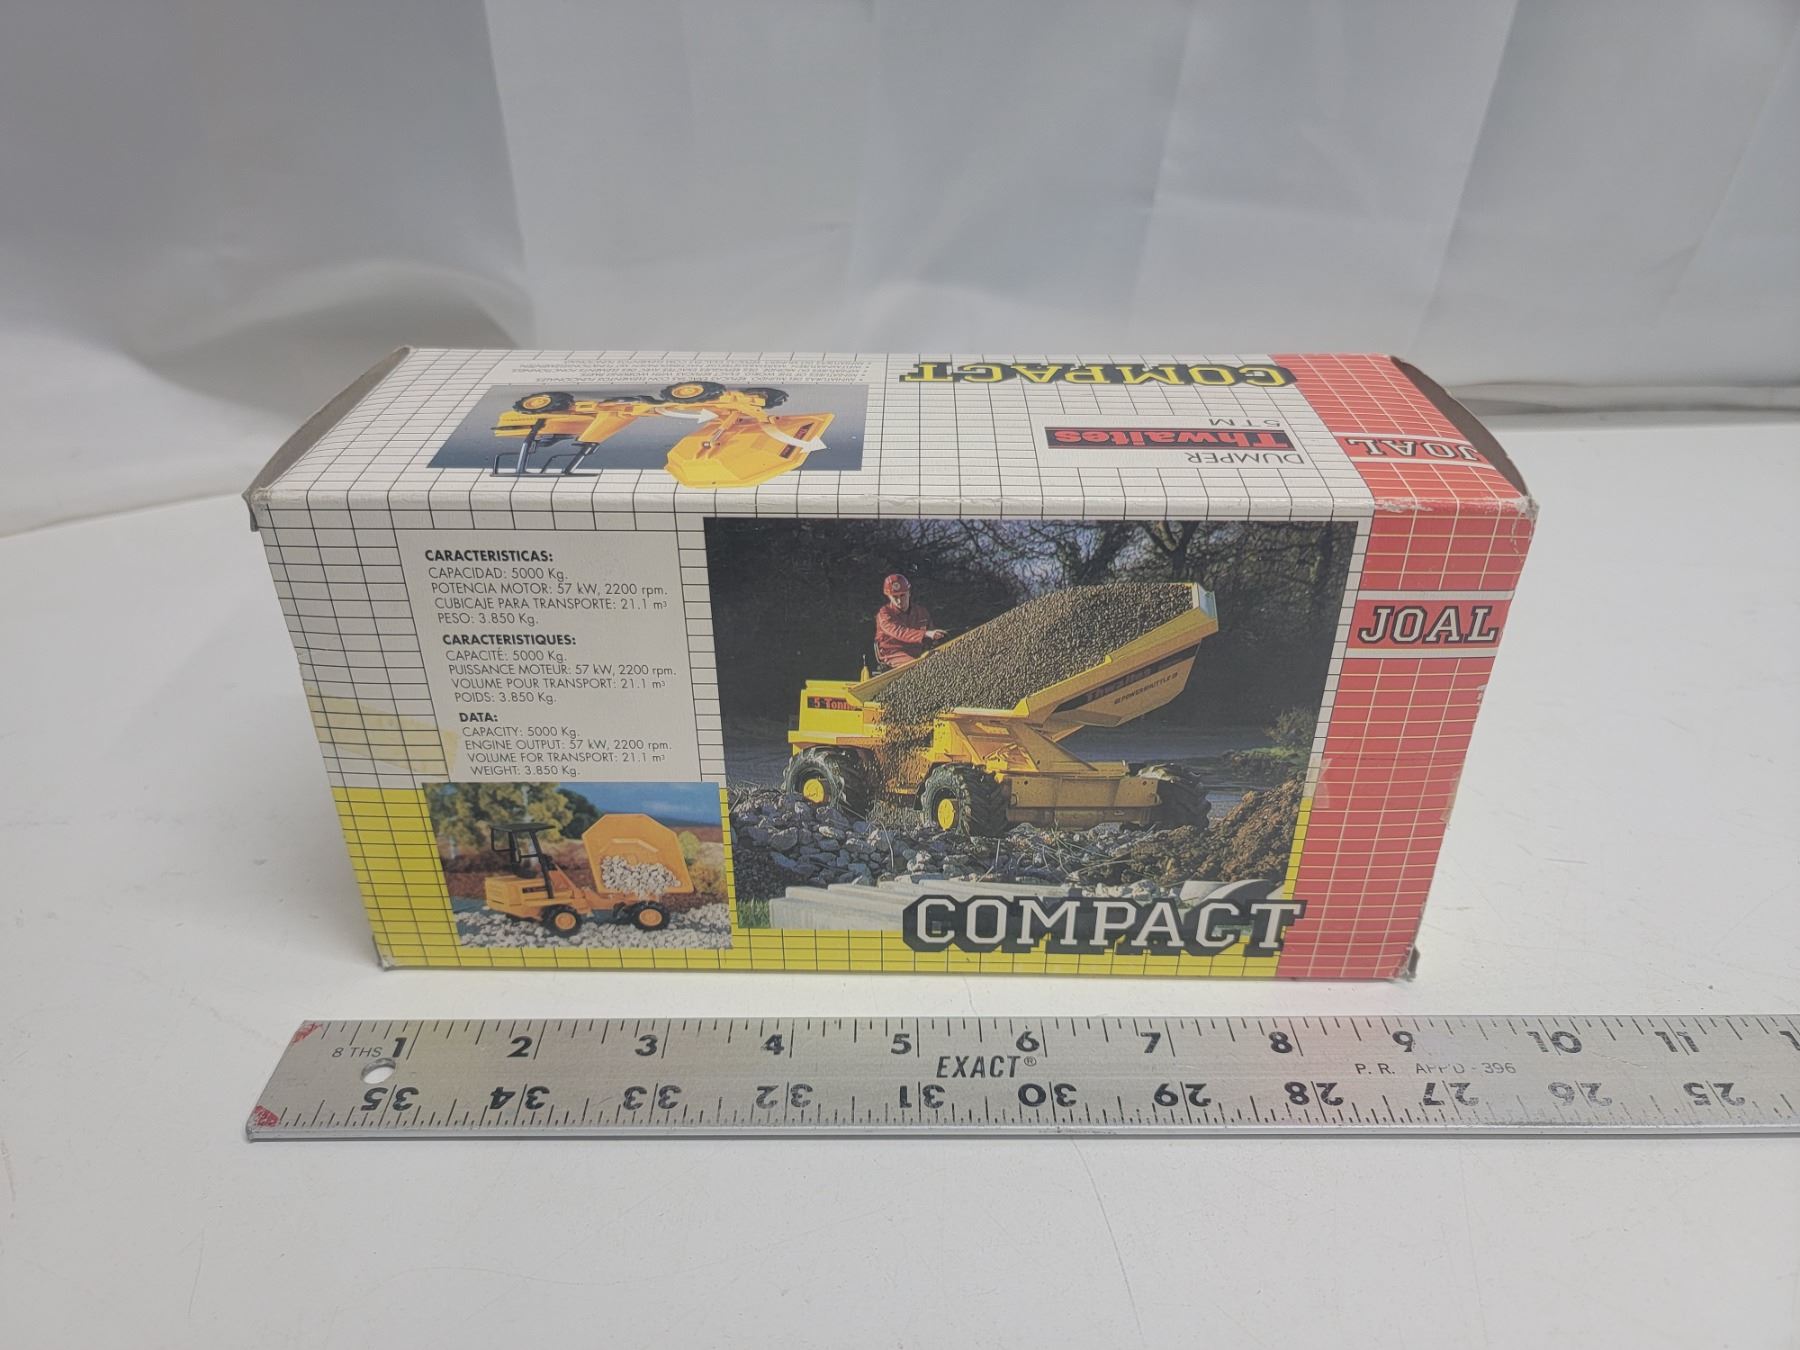 COMPACT
DUMPER
Thwaites
5TM
JOAL
CARACTERISTICAS:
CAPACIDAD: 5000 Kg.
POTENCIA MOTOR: 57 kW, 2200 rpm.
CUBICAJE PARA TRANSPORTE: 21.1 m³
PESO: 3.850 Kg.
CARACTERISTIQUES:
CAPACITÉ: 5000 Kg.
PUISSANCE MOTEUR: 57 kW, 2200 rpm.
VOLUME POUR TRANSPORT: 21.1 m³
POIDS: 3.850 Kg.
DATA:
CAPACITY: 5000 Kg.
ENGINE OUTPUT: 57 kW, 2200 rpm.
VOLUME FOR TRANSPORT: 21.1 m³
WEIGHT: 3.850 Kg.
Thwaites
JOAL
COMPACT
8 THS 1 2 3 4 5 6 7 8 9 10 11
EXACT®
P. R. 396
35 34 33 32 31 30 29 28 27 26 25